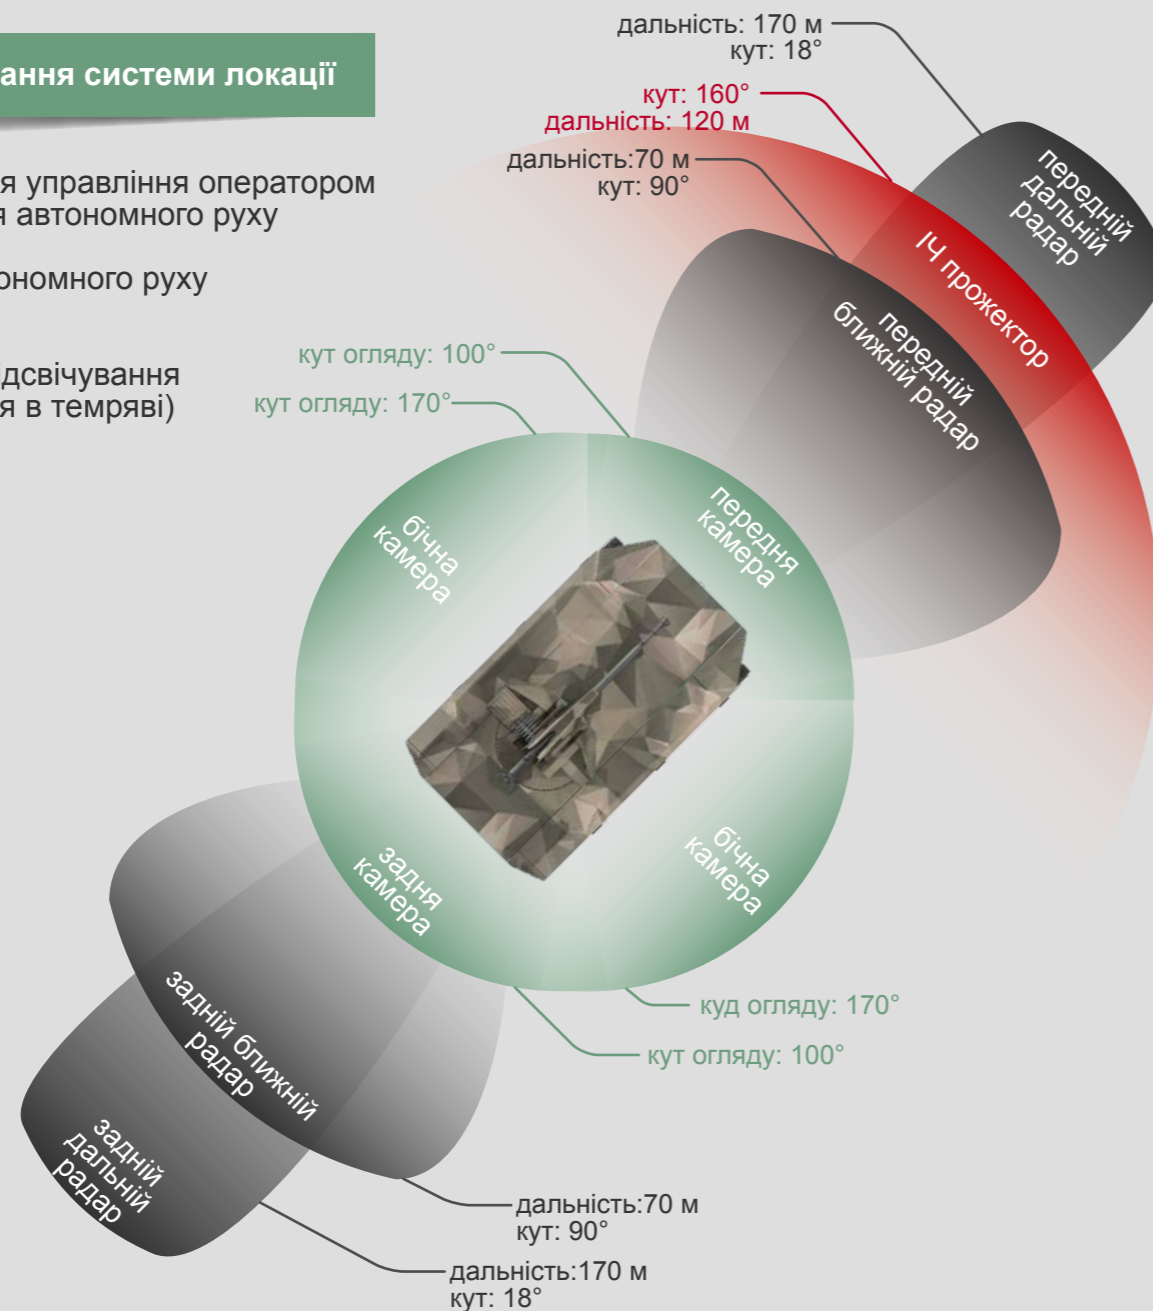 ання системи локації
я управління оператором
я автономного руху
ономного руху
ідсвічування
я в темряві)
дальність: 170 м
кут: 18°
кут: 160°
дальність: 120 м
дальність:70 м
кут: 90°
передній
дальній
радар
ІЧ прожектор
передній
ближній радар
кут огляду: 100°
кут огляду: 170°
бічна
камера
передня
камера
задня
камера
бічна
камера
куд огляду: 170°
кут огляду: 100°
задній ближній
радар
задній
дальній
радар
дальність:70 м
кут: 90°
дальність:170 м
кут: 18°